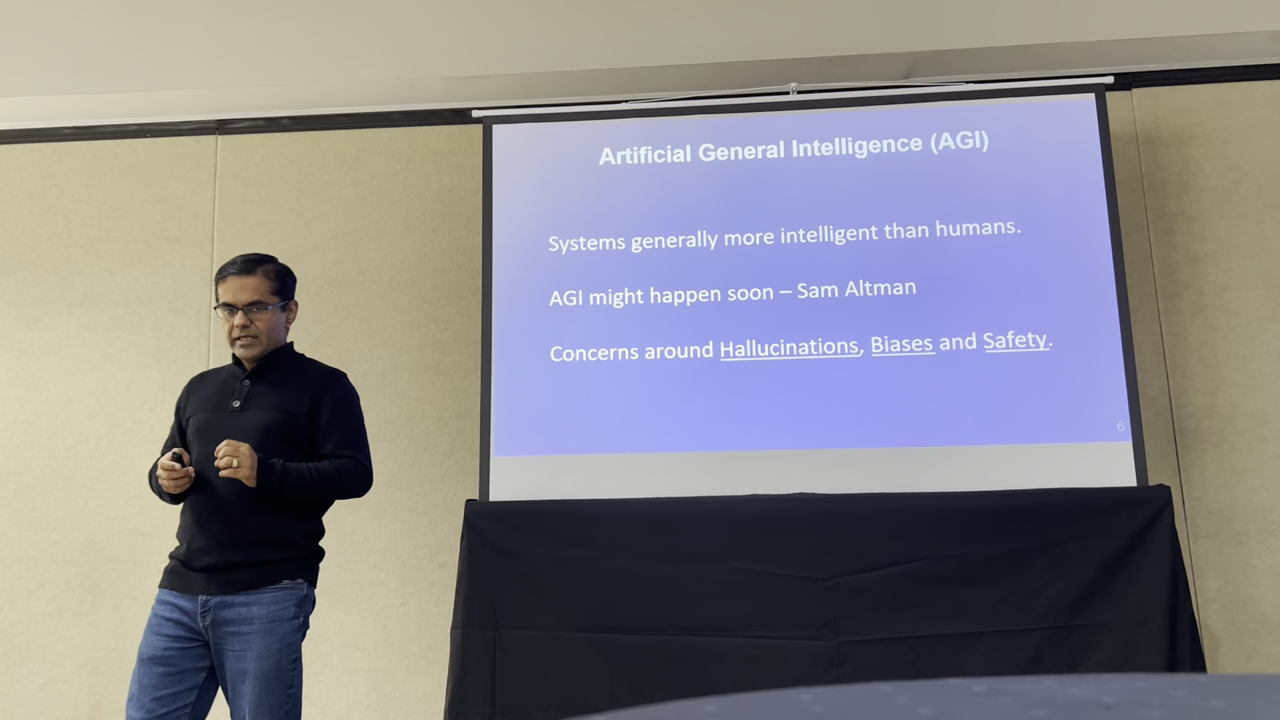 Artificial General Intelligence (AGI)
Systems generally more intelligent than humans.
AGI might happen soon – Sam Altman
Concerns around Hallucinations, Biases and Safety.
6